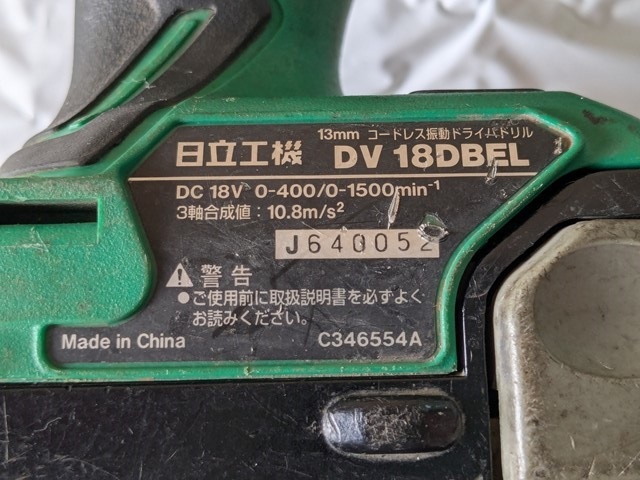 13mm コードレス振動ドライバドリル
日立工機 DV 18DBEL
DC 18V 0-400/0-1500min⁻¹
3軸合成値：10.8m/s²
J640052
⚠警告
●ご使用前に取扱説明書を必ずよく
お読みください。
Made in China C346554A